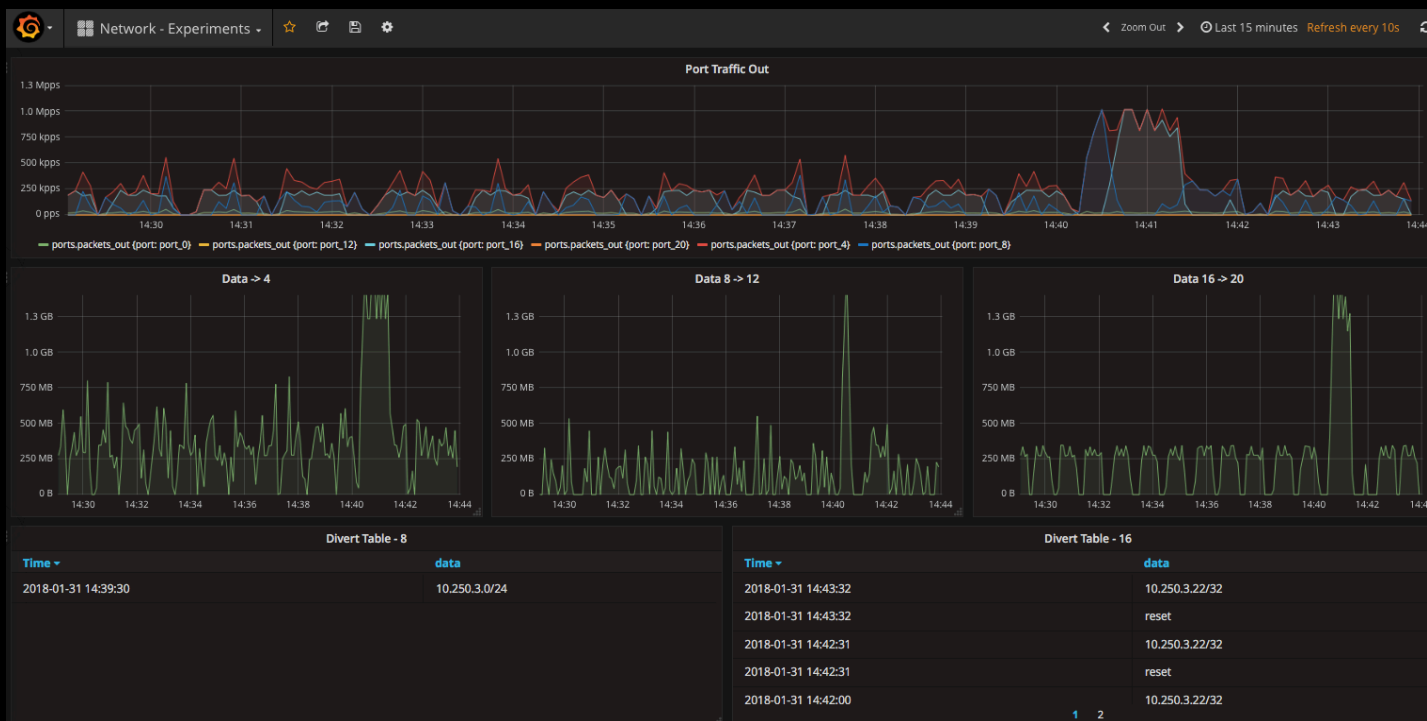 Network - Experiments
Zoom Out Last 15 minutes Refresh every 10s
Port Traffic Out
1.3 Mpps
1.0 Mpps
750 kpps
500 kpps
250 kpps
0 pps
14:30 14:31 14:32 14:33 14:34 14:35 14:36 14:37 14:38 14:39 14:40 14:41 14:42 14:43 14:44
ports.packets_out {port: port_0} ports.packets_out {port: port_12} ports.packets_out {port: port_16} ports.packets_out {port: port_20} ports.packets_out {port: port_4} ports.packets_out {port: port_8}
Data -> 4
1.3 GB
1.0 GB
750 MB
500 MB
250 MB
0 B
14:30 14:32 14:34 14:36 14:38 14:40 14:42 14:44
Data 8 -> 12
1.3 GB
1.0 GB
750 MB
500 MB
250 MB
0 B
14:30 14:32 14:34 14:36 14:38 14:40 14:42 14:44
Data 16 -> 20
1.3 GB
1.0 GB
750 MB
500 MB
250 MB
0 B
14:30 14:32 14:34 14:36 14:38 14:40 14:42
Divert Table - 8
Time data
2018-01-31 14:39:30 10.250.3.0/24
Divert Table - 16
Time data
2018-01-31 14:43:32 10.250.3.22/32
2018-01-31 14:43:32 reset
2018-01-31 14:42:31 10.250.3.22/32
2018-01-31 14:42:31 reset
2018-01-31 14:42:00 10.250.3.22/32
1 2